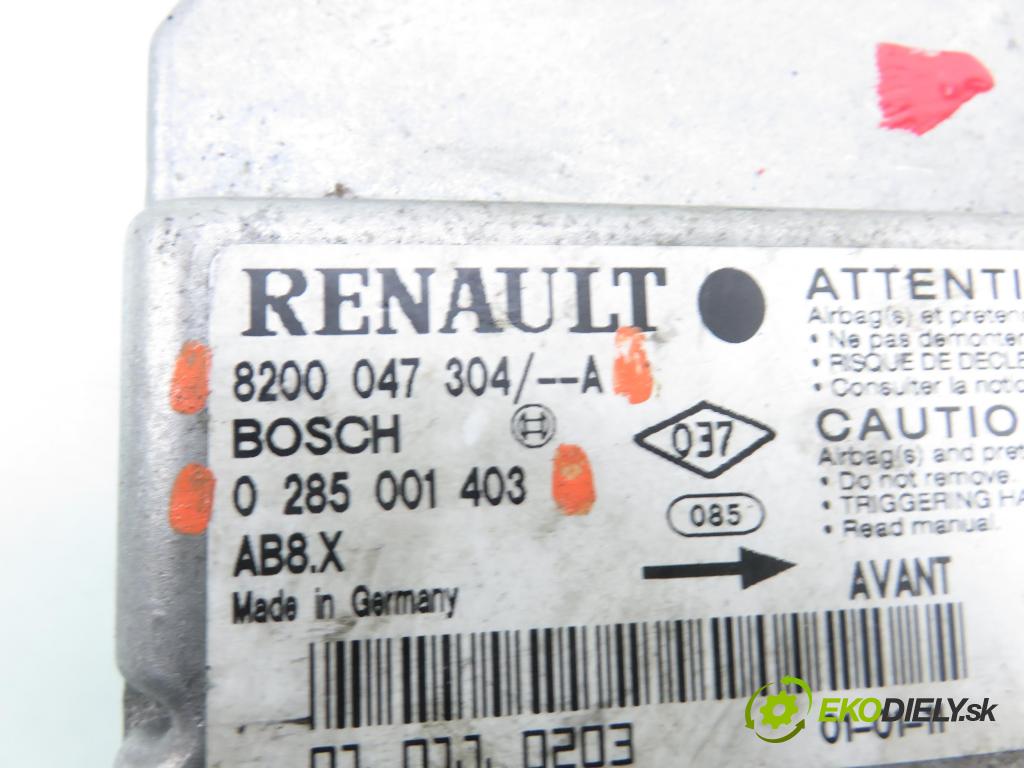 RENAULT
8200 047 304/--A
BOSCH
0 285 001 403
AB8.X
Made in Germany
037
085
ATTENTI
Airbag(s) et preten
• Ne pas demonter
• RISQUE DE DECLE
• Consulter la notic
CAUTIO
Airbag(s) and pret
• Do not remove.
• TRIGGERING HA
• Read manual.
AVANT
0203
EKODIELY.sk